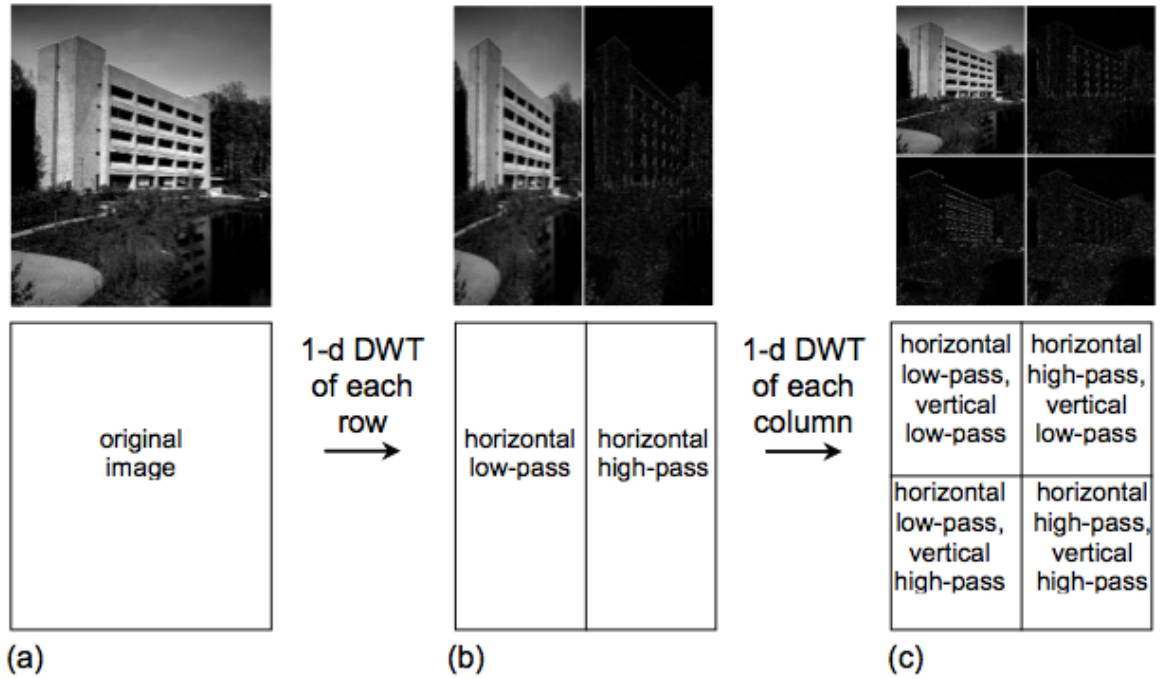 original
image
1-d DWT
of each
row
horizontal
low-pass
horizontal
high-pass
1-d DWT
of each
column
horizontal
low-pass,
vertical
low-pass
horizontal
high-pass,
vertical
low-pass
horizontal
low-pass,
vertical
high-pass
horizontal
high-pass,
vertical
high-pass
(a)
(b)
(c)